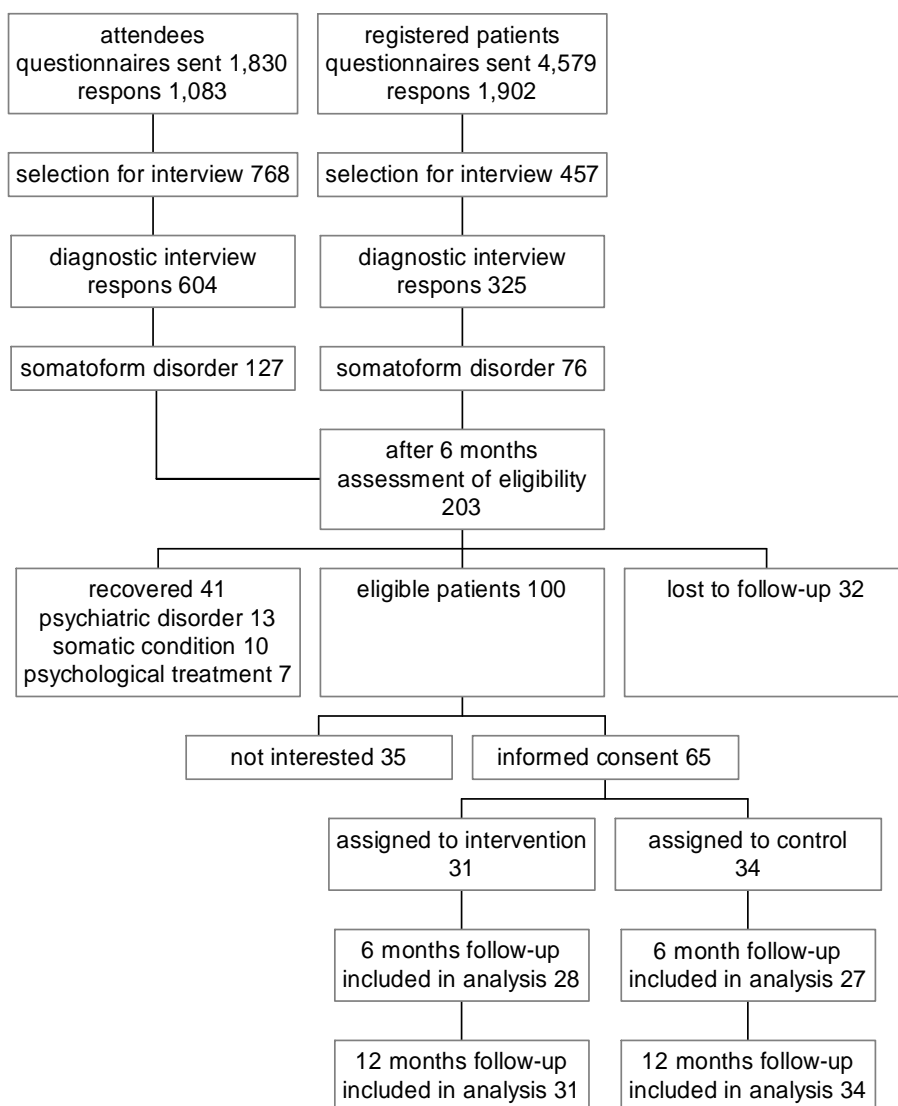 attendees
questionnaires sent 1,830
respons 1,083
registered patients
questionnaires sent 4,579
respons 1,902
selection for interview 768
selection for interview 457
diagnostic interview
respons 604
diagnostic interview
respons 325
somatoform disorder 127
somatoform disorder 76
after 6 months
assessment of eligibility
203
recovered 41
psychiatric disorder 13
somatic condition 10
psychological treatment 7
eligible patients 100
lost to follow-up 32
not interested 35
informed consent 65
assigned to intervention
31
assigned to control
34
6 months follow-up
included in analysis 28
6 month follow-up
included in analysis 27
12 months follow-up
included in analysis 31
12 months follow-up
included in analysis 34